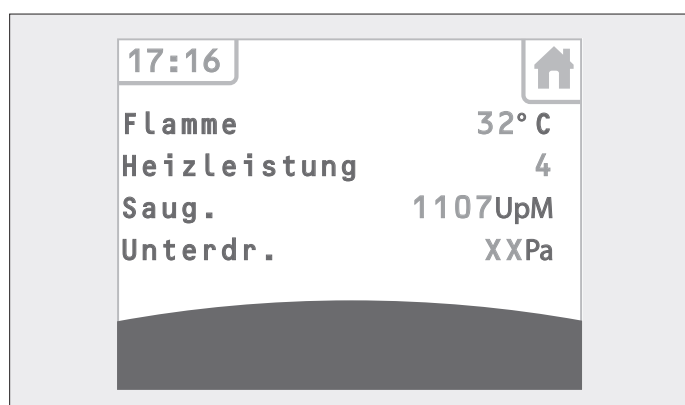 17:16
Flamme 32° C
Heizleistung 4
Saug. 1107UpM
Unterdr. XXPa